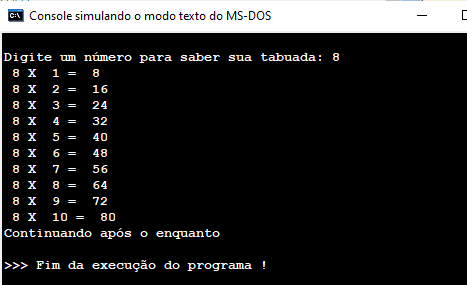 Console simulando o modo texto do MS-DOS
Digite um número para saber sua tabuada: 8
8 X  1 =  8
8 X  2 =  16
8 X  3 =  24
8 X  4 =  32
8 X  5 =  40
8 X  6 =  48
8 X  7 =  56
8 X  8 =  64
8 X  9 =  72
8 X  10 =  80
Continuando após o enquanto
>>> Fim da execução do programa !